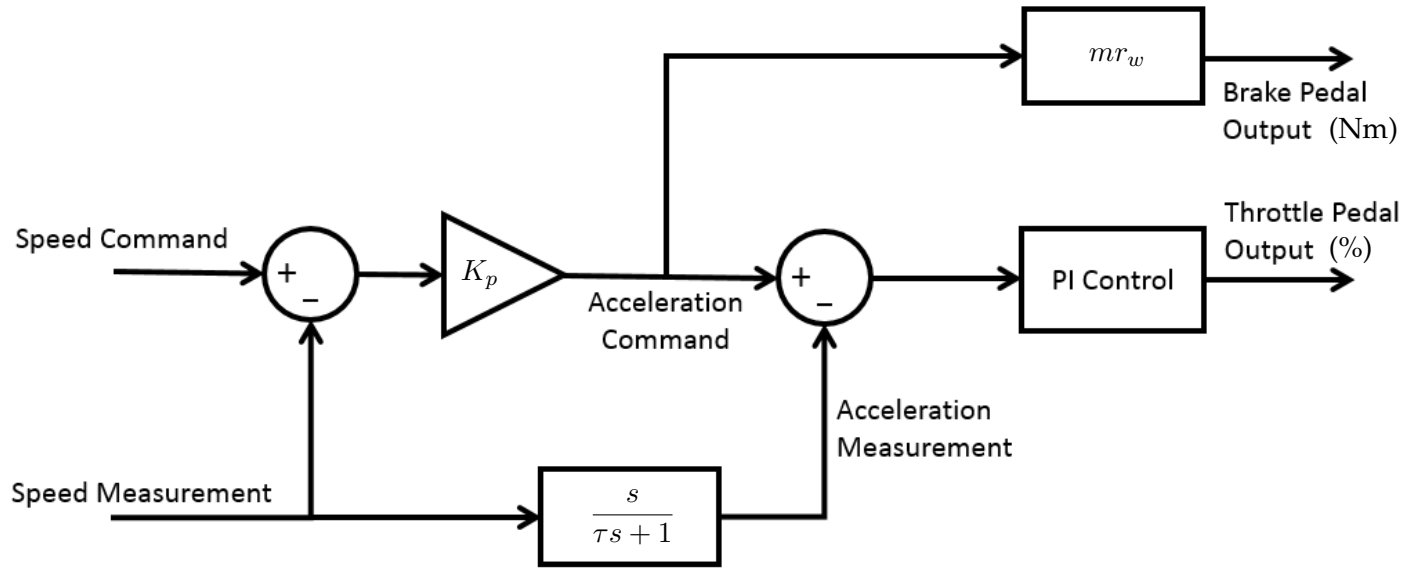 mr_w
Brake Pedal
Output (Nm)
Speed Command
+
−
K_p
Acceleration
Command
+
−
PI Control
Throttle Pedal
Output (%)
Acceleration
Measurement
Speed Measurement
s
τs + 1